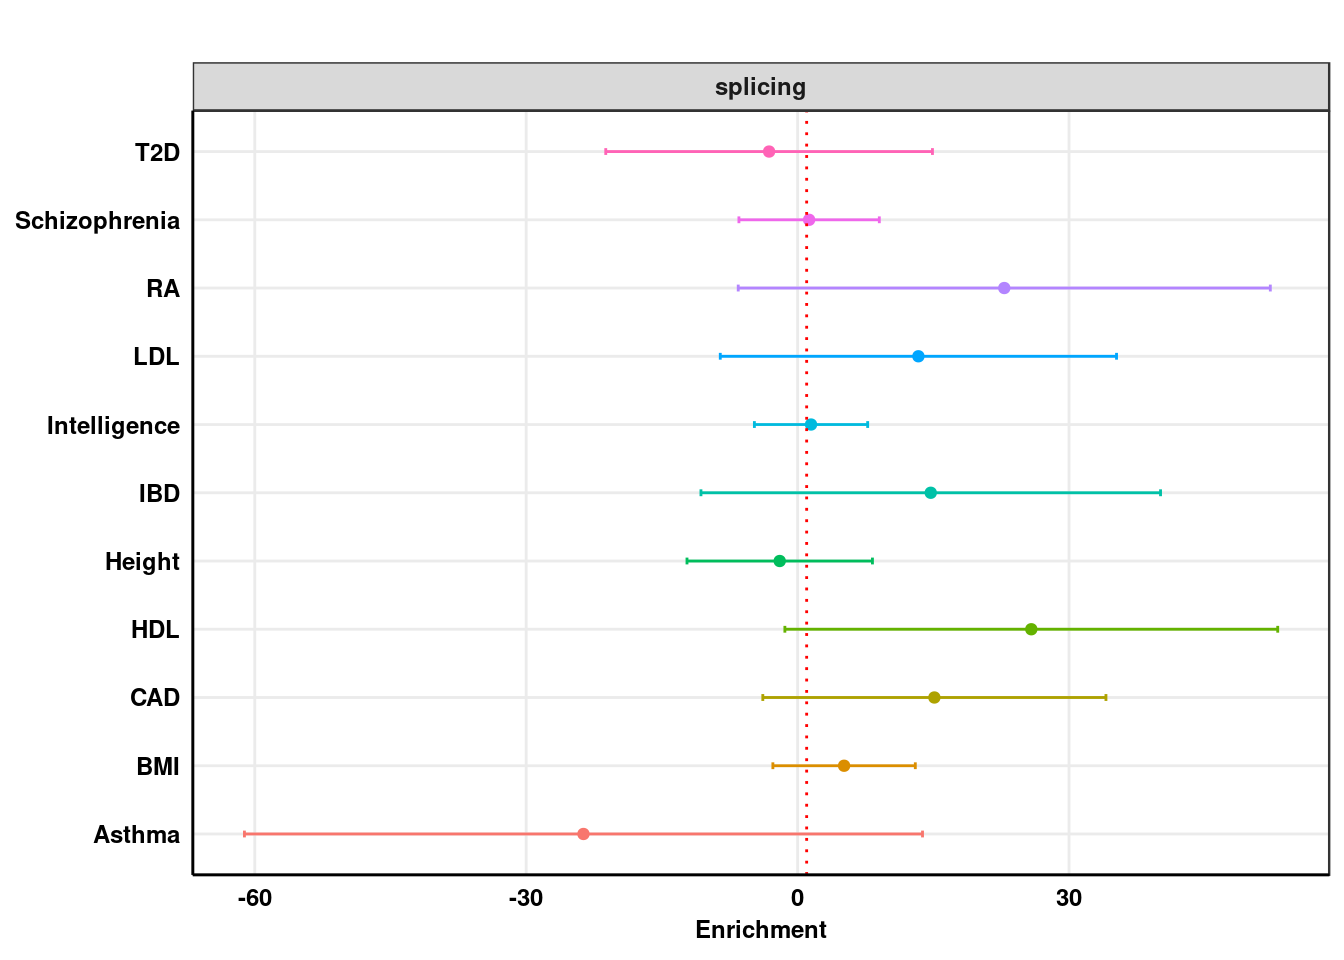 splicing
T2D
Schizophrenia
RA
LDL
Intelligence
IBD
Height
HDL
CAD
BMI
Asthma
-60 -30 0 30
Enrichment